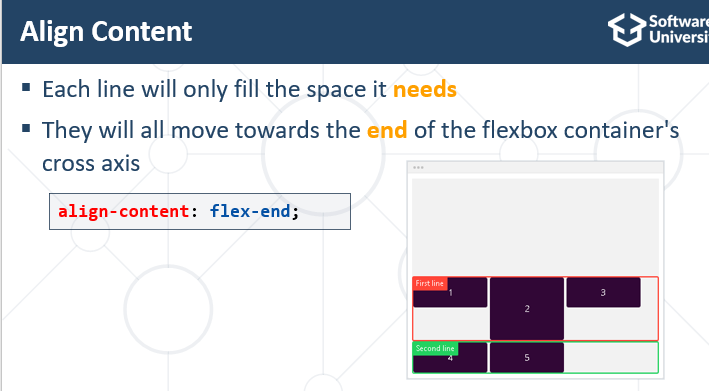 Align Content
Software
Universi
▪ Each line will only fill the space it needs
▪ They will all move towards the end of the flexbox container's
cross axis
align-content: flex-end;
First line
1
2
3
Second line
4
5